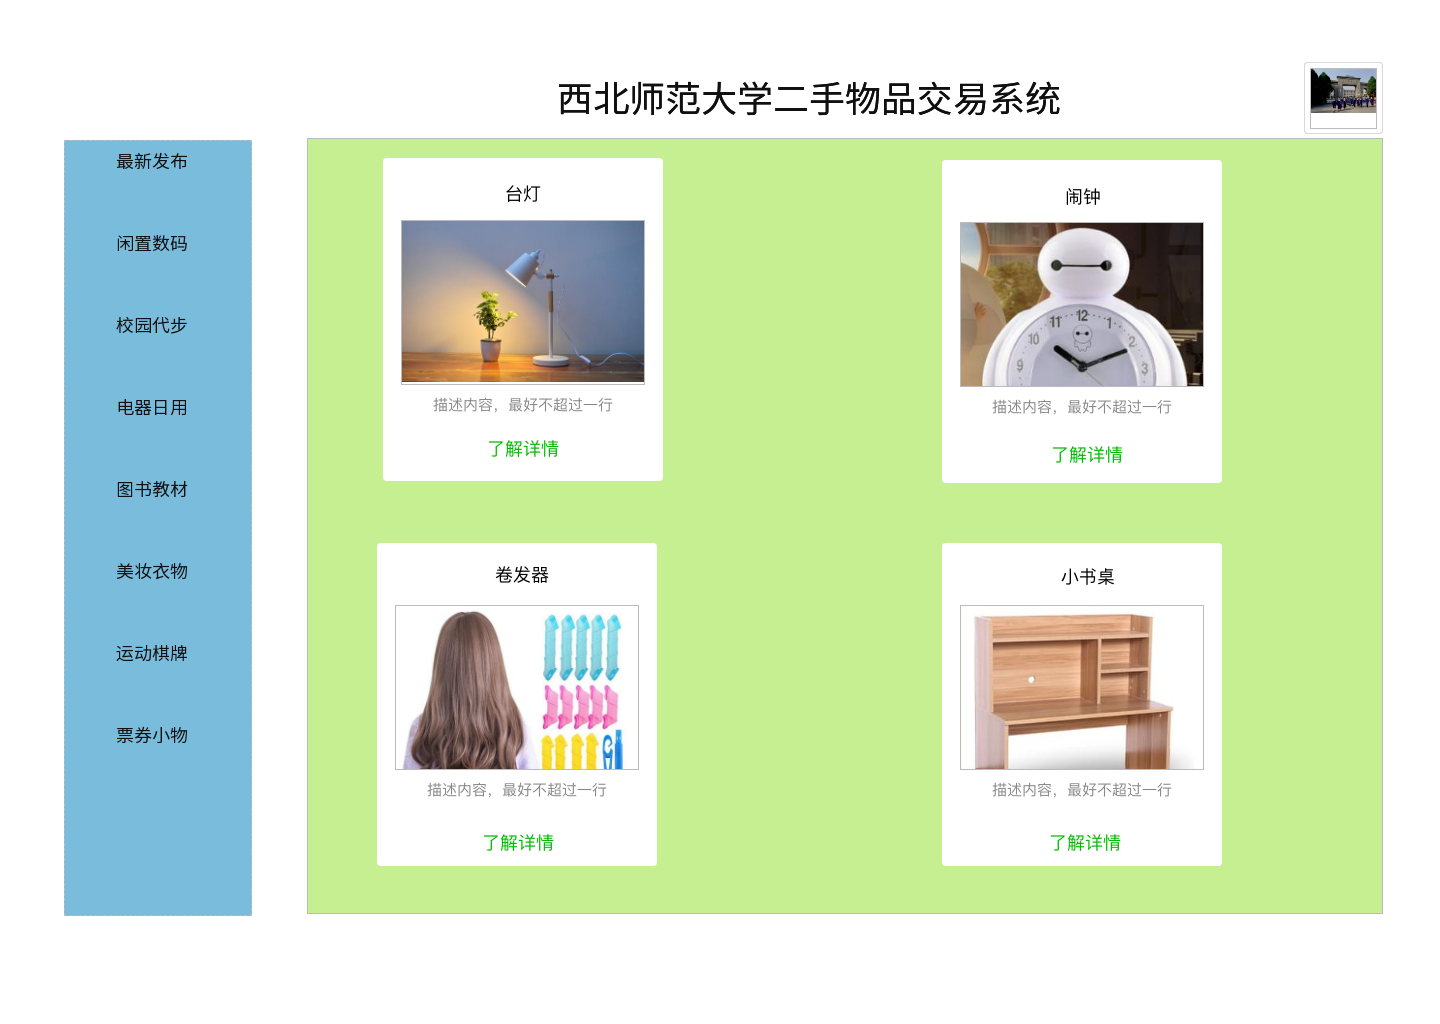 西北师范大学二手物品交易系统
最新发布
闲置数码
校园代步
电器日用
图书教材
美妆衣物
运动棋牌
票券小物
台灯
描述内容，最好不超过一行
了解详情
闹钟
11 12 1
10 2
9 3
描述内容，最好不超过一行
了解详情
卷发器
描述内容，最好不超过一行
了解详情
小书桌
描述内容，最好不超过一行
了解详情